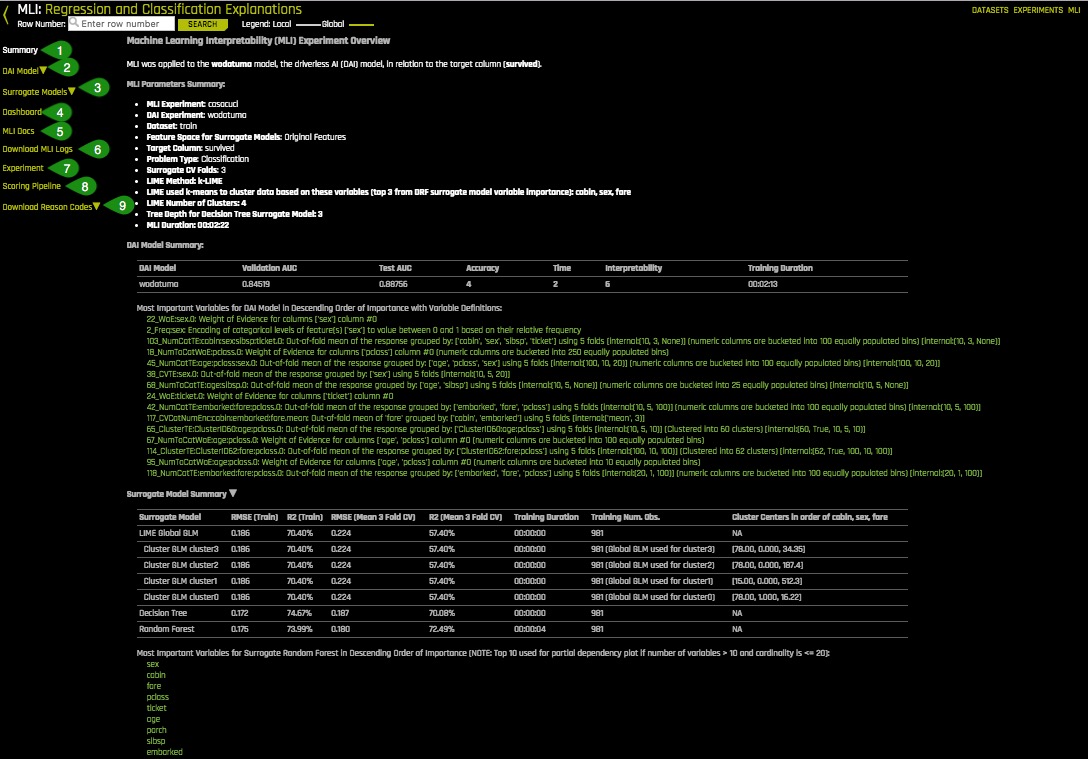 MLI: Regression and Classification Explanations
DATASETS EXPERIMENTS MLI
Row Number: Enter row number SEARCH Legend: Local Global
Summary 1
DAI Model 2
Surrogate Models 3
Dashboard 4
MLI Docs 5
Download MLI Logs 6
Experiment 7
Scoring Pipeline 8
Download Reason Codes 9
Machine Learning Interpretability (MLI) Experiment Overview
MLI was applied to the wodatuma model, the driverless AI (DAI) model, in relation to the target column (survived).
MLI Parameters Summary:
• MLI Experiment: casacuci
• DAI Experiment: wadatuma
• Dataset: train
• Feature Space for Surrogate Models: Original Features
• Target Column: survived
• Problem Type: Classification
• Surrogate CV Folds: 3
• LIME Method: k-LIME
• LIME used k-means to cluster data based on these variables (top 3 from DRF surrogate model variable importance): cabin, sex, fare
• LIME Number of Clusters: 4
• Tree Depth for Decision Tree Surrogate Model: 3
• MLI Duration: 00:02:22
DAI Model Summary:
DAI Model Validation AUC Test AUC Accuracy Time Interpretability Training Duration
wadatuma 0.84519 0.88756 4 2 6 00:02:13
Most Important Variables for DAI Model in Descending Order of Importance with Variable Definitions:
22_WoE:sex.0: Weight of Evidence for columns ['sex'] column #0
2_Freq:sex: Encoding of categorical levels of feature(s) ['sex'] to value between 0 and 1 based on their relative frequency
103_NumCatTE:cabin:sex:sibsp:ticket.0: Out-of-fold mean of the response grouped by: ['cabin', 'sex', 'sibsp', 'ticket'] using 5 folds [internal:(10, 3, None)] (numeric columns are bucketed into 100 equally populated bins) [internal:(10, 3, None)]
18_NumToCatWoE:pclass.0: Weight of Evidence for columns ['pclass'] column #0 (numeric columns are bucketed into 250 equally populated bins)
45_NumCatTE:age:pclass:sex.0: Out-of-fold mean of the response grouped by: ['age', 'pclass', 'sex'] using 5 folds [internal:(100, 10, 20)] (numeric columns are bucketed into 100 equally populated bins) [internal:(100, 10, 20)]
38_CVTE:sex.0: Out-of-fold mean of the response grouped by: ['sex'] using 5 folds [internal:(10, 5, 20)]
68_NumToCatTE:age:sibsp.0: Out-of-fold mean of the response grouped by: ['age', 'sibsp'] using 5 folds [internal:(10, 5, None)] (numeric columns are bucketed into 25 equally populated bins) [internal:(10, 5, None)]
24_WoE:ticket.0: Weight of Evidence for columns ['ticket'] column #0
42_NumCatTE:embarked:fare:pclass.0: Out-of-fold mean of the response grouped by: ['embarked', 'fare', 'pclass'] using 5 folds [internal:(10, 5, 100)] (numeric columns are bucketed into 100 equally populated bins) [internal:(10, 5, 100)]
117_CVCatNumEnc:cabin:embarked:fare.mean: Out-of-fold mean of 'fare' grouped by: ['cabin', 'embarked'] using 5 folds [internal:('mean', 3)]
65_ClusterTE:ClusterID60:age:pclass.0: Out-of-fold mean of the response grouped by: ['ClusterID60:age:pclass'] using 5 folds [internal:(10, 5, 10)] (Clustered into 60 clusters) [internal:(60, True, 10, 5, 10)]
57_NumToCatWoE:age:pclass.0: Weight of Evidence for columns ['age', 'pclass'] column #0 (numeric columns are bucketed into 100 equally populated bins)
114_ClusterTE:ClusterID62:fare:pclass.0: Out-of-fold mean of the response grouped by: ['ClusterID62:fare:pclass'] using 5 folds [internal:(100, 10, 100)] (Clustered into 62 clusters) [internal:(62, True, 100, 10, 100)]
95_NumToCatWoE:age:pclass.0: Weight of Evidence for columns ['age', 'pclass'] column #0 (numeric columns are bucketed into 10 equally populated bins)
118_NumCatTE:embarked:fare:pclass.0: Out-of-fold mean of the response grouped by: ['embarked', 'fare', 'pclass'] using 5 folds [internal:(20, 1, 100)] (numeric columns are bucketed into 100 equally populated bins) [internal:(20, 1, 100)]
Surrogate Model Summary
Surrogate Model RMSE (Train) R2 (Train) RMSE (Mean 3 Fold CV) R2 (Mean 3 Fold CV) Training Duration Training Num. Obs. Cluster Centers in order of cabin, sex, fare
LIME Global GLM 0.186 70.40% 0.224 57.40% 00:00:00 981 NA
Cluster GLM cluster3 0.186 70.40% 0.224 57.40% 00:00:00 981 (Global GLM used for cluster3) [78.00, 0.000, 34.35]
Cluster GLM cluster2 0.186 70.40% 0.224 57.40% 00:00:00 981 (Global GLM used for cluster2) [78.00, 0.000, 187.4]
Cluster GLM cluster1 0.186 70.40% 0.224 57.40% 00:00:00 981 (Global GLM used for cluster1) [15.00, 0.000, 512.3]
Cluster GLM cluster0 0.186 70.40% 0.224 57.40% 00:00:00 981 (Global GLM used for cluster0) [78.00, 1.000, 16.22]
Decision Tree 0.172 74.67% 0.187 70.08% 00:00:00 981 NA
Random Forest 0.175 73.99% 0.180 72.49% 00:00:04 981 NA
Most Important Variables for Surrogate Random Forest in Descending Order of Importance (NOTE: Top 10 used for partial dependency plot if number of variables > 10 and cardinality is <= 20):
sex
cabin
fare
pclass
ticket
age
parch
sibsp
embarked